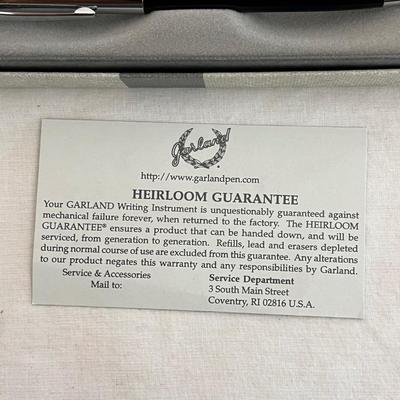 Garland
http://www.garlandpen.com
HEIRLOOM GUARANTEE
Your GARLAND Writing Instrument is unquestionably guaranteed against
mechanical failure forever, when returned to the factory. The HEIRLOOM
GUARANTEE® ensures a product that can be handed down, and will be
serviced, from generation to generation. Refills, lead and erasers depleted
during normal course of use are excluded from this guarantee. Any alterations
to our product negates this warranty and any responsibilities by Garland.
Service & Accessories
Mail to:
Service Department
3 South Main Street
Coventry, RI 02816 U.S.A.